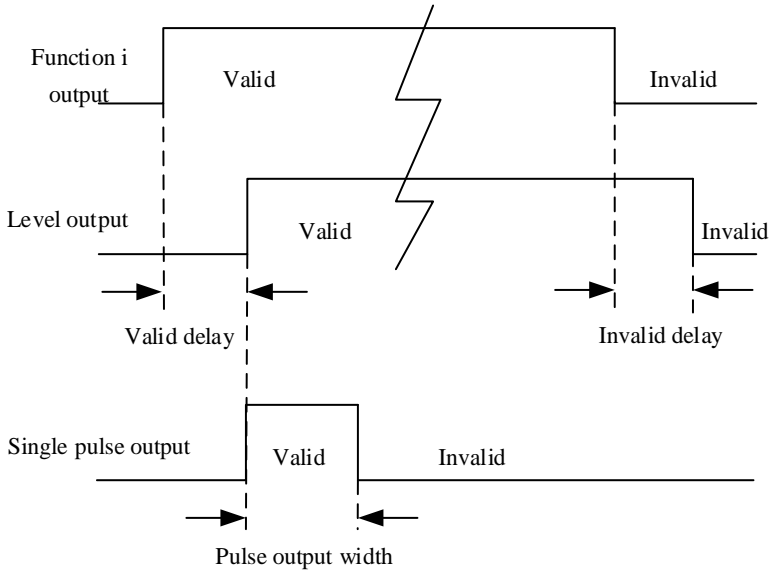 Function i
output
Valid
Invalid
Level output
Valid
Invalid
Valid delay
Invalid delay
Single pulse output
Valid
Invalid
Pulse output width